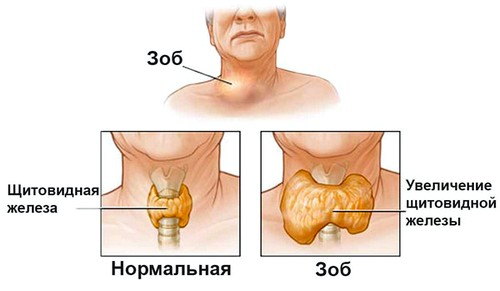 Зоб
Щитовидная
железа
Увеличение
щитовидной
железы
Нормальная
Зоб